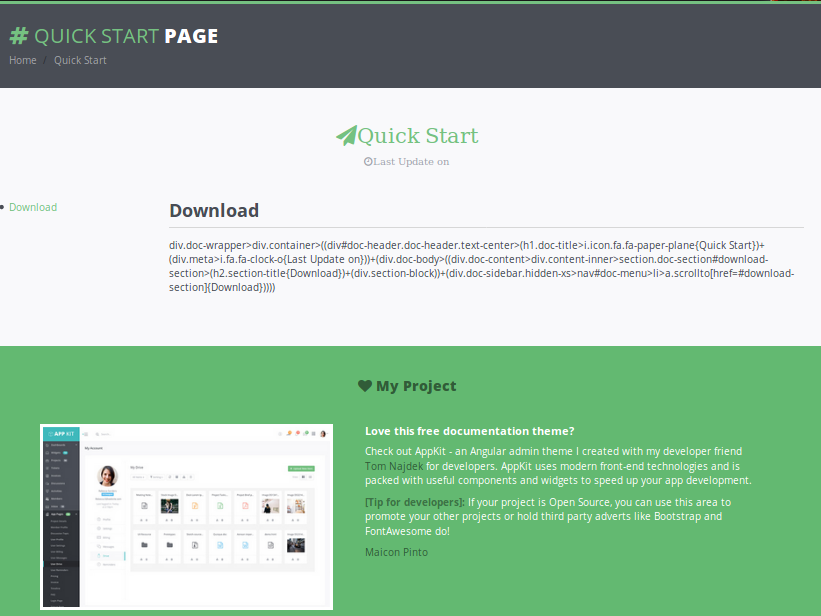 # QUICK START PAGE
Home / Quick Start
Quick Start
Last Update on
Download
Download
div.doc-wrapper>div.container>((div#doc-header.doc-header.text-center>(h1.doc-title>i.icon.fa.fa-paper-plane{Quick Start})+
(div.meta>i.fa.fa-clock-o{Last Update on}))+(div.doc-body>((div.doc-content>div.content-inner>section.doc-section#download-
section>(h2.section-title{Download})+(div.section-block))+(div.doc-sidebar.hidden-xs>nav#doc-menu>li>a.scrollto[href=#download-
section]{Download}))))
My Project
APP KIT
My Account
My Drive
Love this free documentation theme?
Check out AppKit - an Angular admin theme I created with my developer friend
Tom Najdek for developers. AppKit uses modern front-end technologies and is
packed with useful components and widgets to speed up your app development.
[Tip for developers]: If your project is Open Source, you can use this area to
promote your other projects or hold third party adverts like Bootstrap and
FontAwesome do!
Maicon Pinto